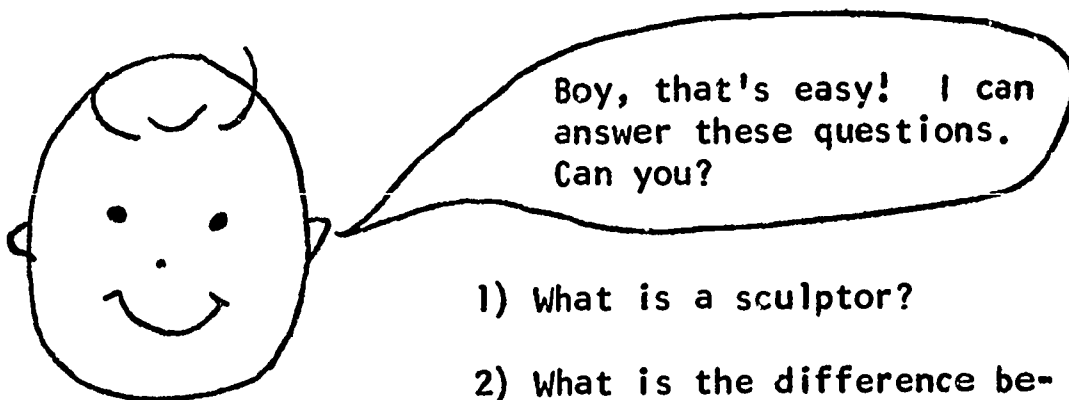 Boy, that's easy! I can
answer these questions.
Can you?
1) What is a sculptor?
2) What is the difference be-